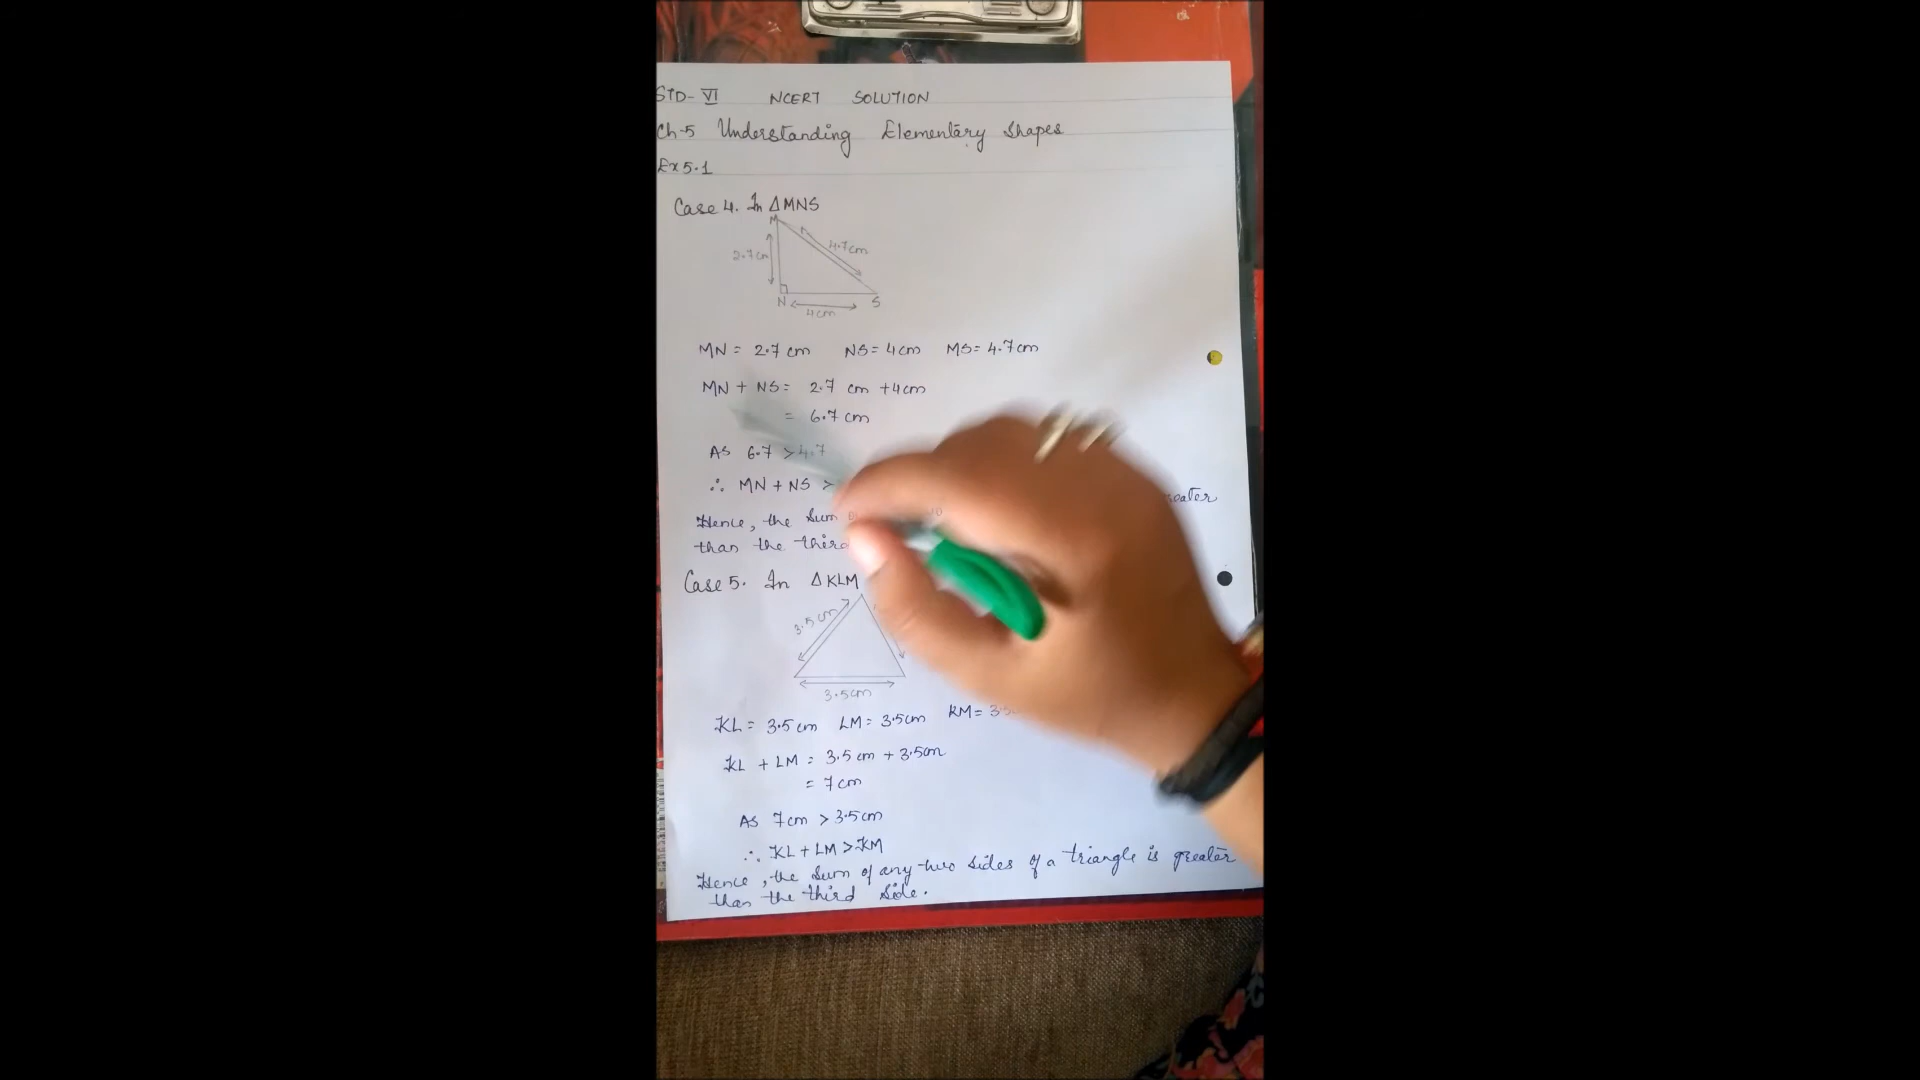 STD- VI NCERT SOLUTION
Ch-5 Understanding Elementary Shapes
Ex 5.1
Case 4. In ΔMNS
M
2.7cm
4.7cm
N
S
4cm
MN = 2.7 cm NS = 4cm MS = 4.7cm
MN + NS = 2.7 cm +4cm
= 6.7 cm
As 6.7 > 4.7
∴ MN + NS >
Hence, the Sum
than the third
Case 5. In ΔKLM
3.5cm
3.5cm
KL = 3.5 cm LM = 3.5cm KM =
KL + LM = 3.5 cm + 3.5cm
= 7 cm
As 7cm > 3.5cm
∴ KL + LM > KM
Hence, the Sum of any two sides of a triangle is greater
than the third side.